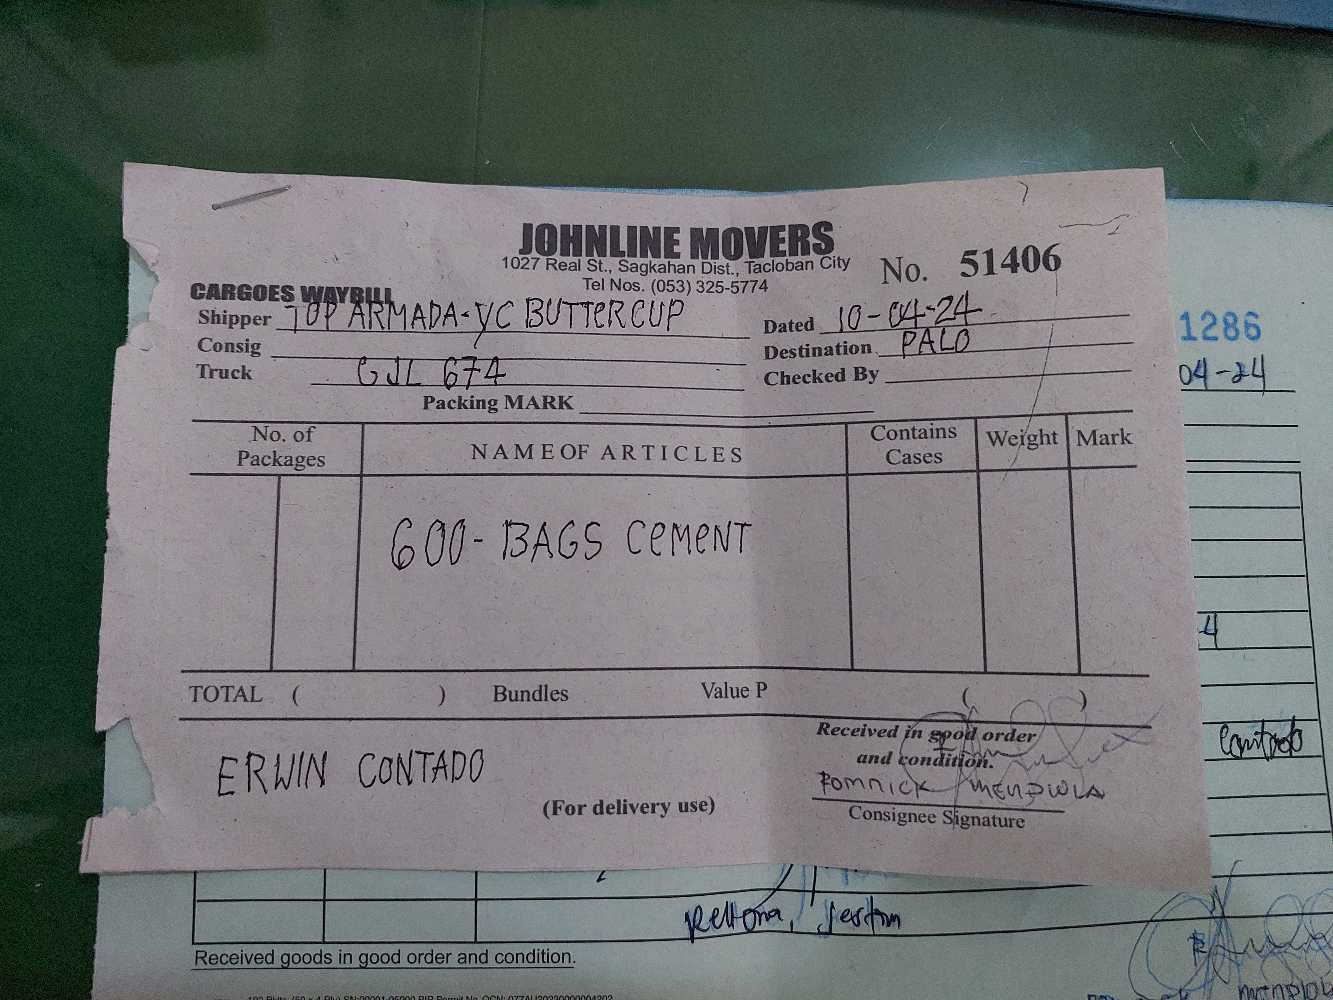 JOHNLINE MOVERS
1027 Real St., Sagkahan Dist., Tacloban City
Tel Nos. (053) 325-5774
No. 51406
CARGOES WAYBILL
Shipper TOP ARMADA-YC BUTTERCUP
Dated 10-04-24
Consig
Destination PALO
Truck GJL 674
Checked By
Packing MARK
No. of Packages
NAME OF ARTICLES
Contains Cases
Weight
Mark
600- BAGS CEMENT
TOTAL ( ) Bundles Value P ( )
Received in good order
and condition.
ERWIN CONTADO
ROMNICK MENDIOLA
(For delivery use)
Consignee Signature
1286
04-24
4
Contado
Received goods in good order and condition.